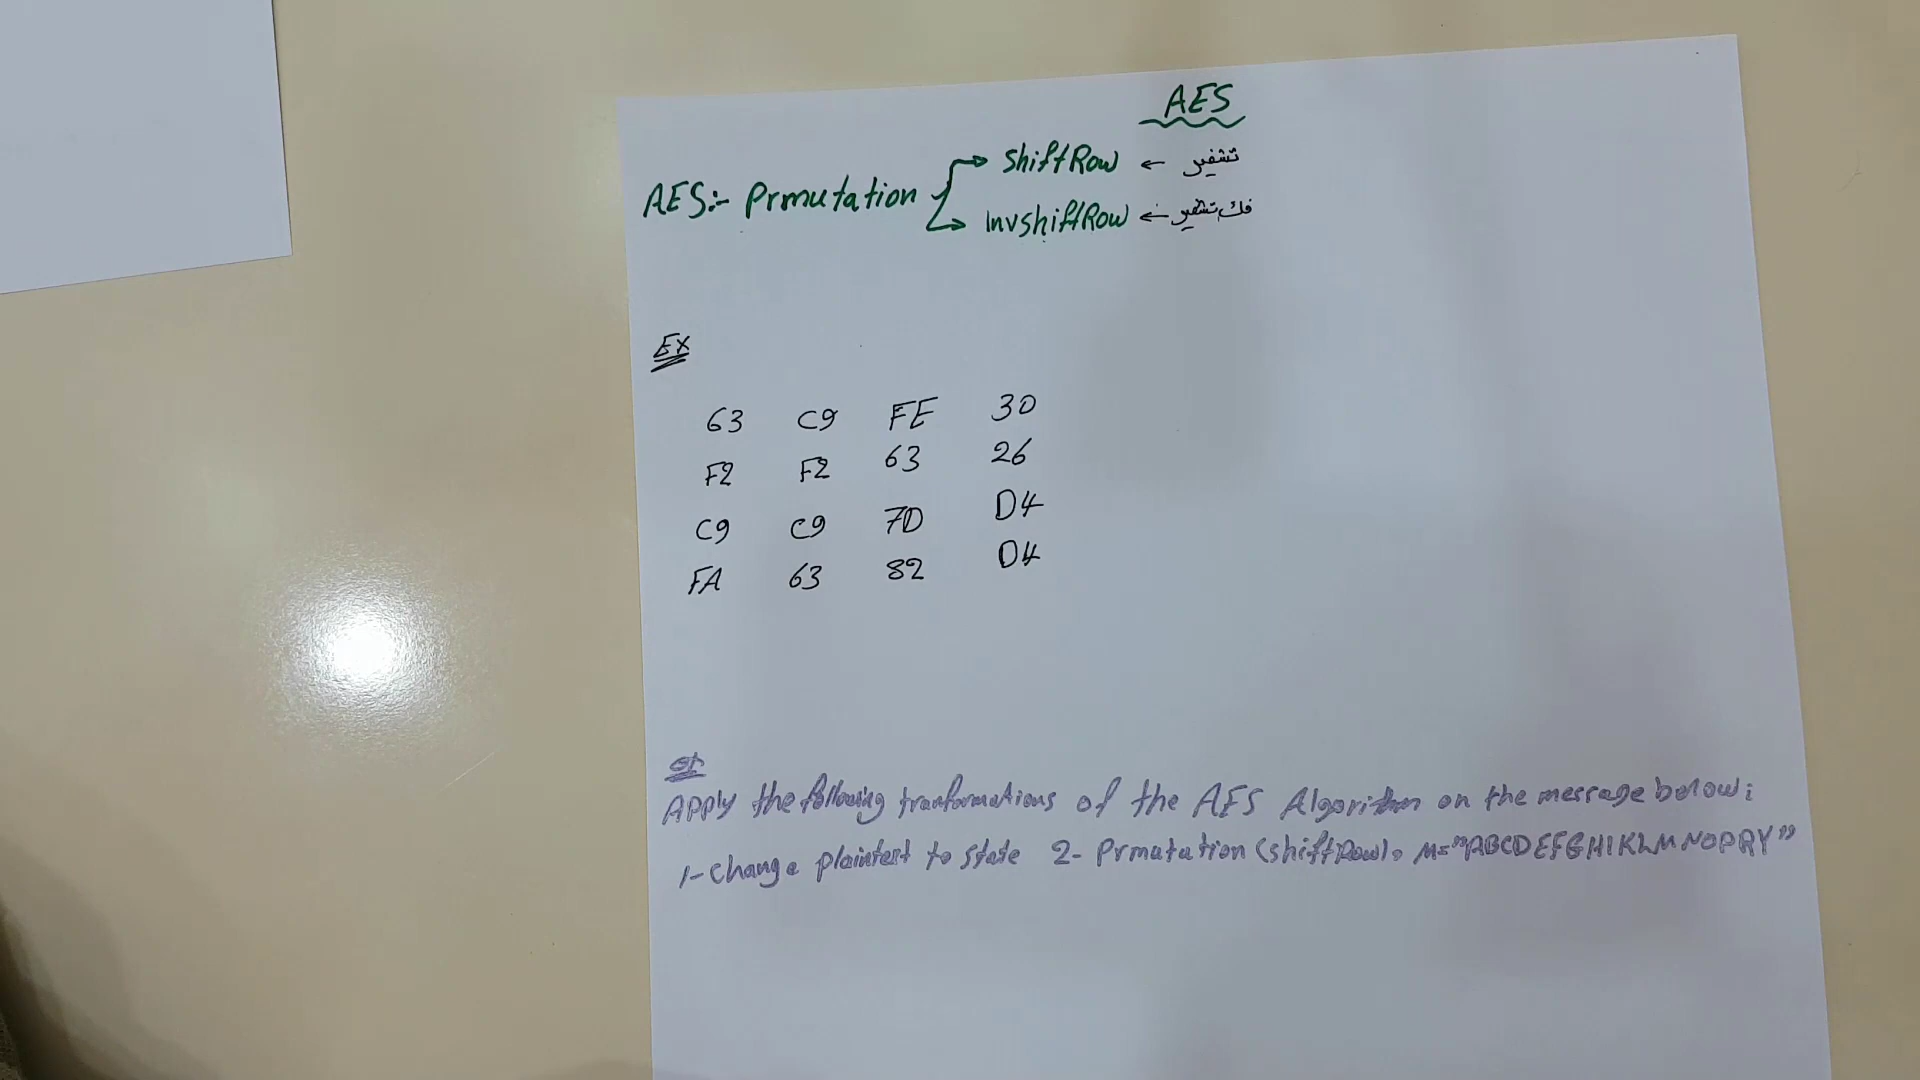 AES
AES:- Prmutation
shiftRow ← تشفير
InvshiftRow ← فك تشفير
EX
63 C9 FE 30
F2 F2 63 26
C9 C9 7D D4
FA 63 82 D4
Apply the following tranformations of the AES Algorithm on the message below:
1- Change plaintext to state 2- Prmutation (shiftRow). M="ABCDEFGHIKLMNOPRY"